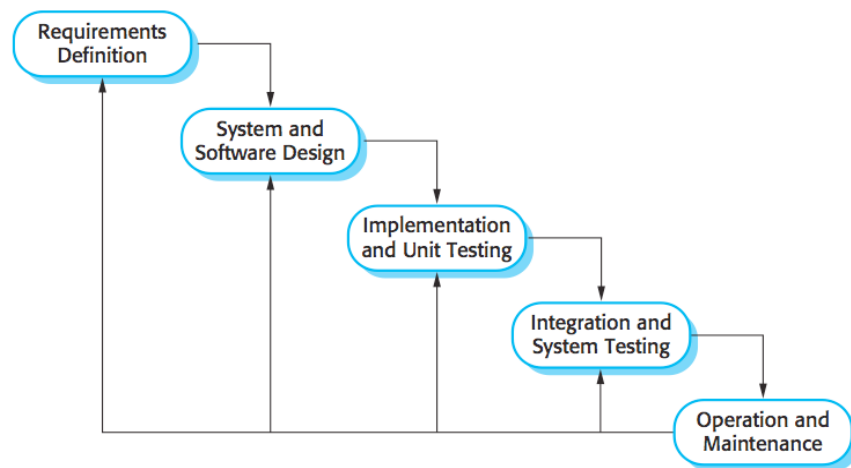 Requirements
Definition
System and
Software Design
Implementation
and Unit Testing
Integration and
System Testing
Operation and
Maintenance